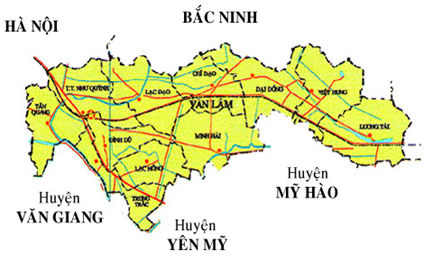 BẮC NINH
HÀ NỘI
CHỈ ĐẠO
T.T. NHƯ QUỲNH
LẠC ĐẠO
ĐẠI ĐỒNG
VIỆT HƯNG
TÂN
QUANG
VĂN LÂM
LƯƠNG TÀI
ĐÌNH DÙ
MINH HẢI
LẠC HỒNG
TRƯNG
TRẮC
Huyện
VĂN GIANG
Huyện
MỸ HÀO
Huyện
YÊN MỸ